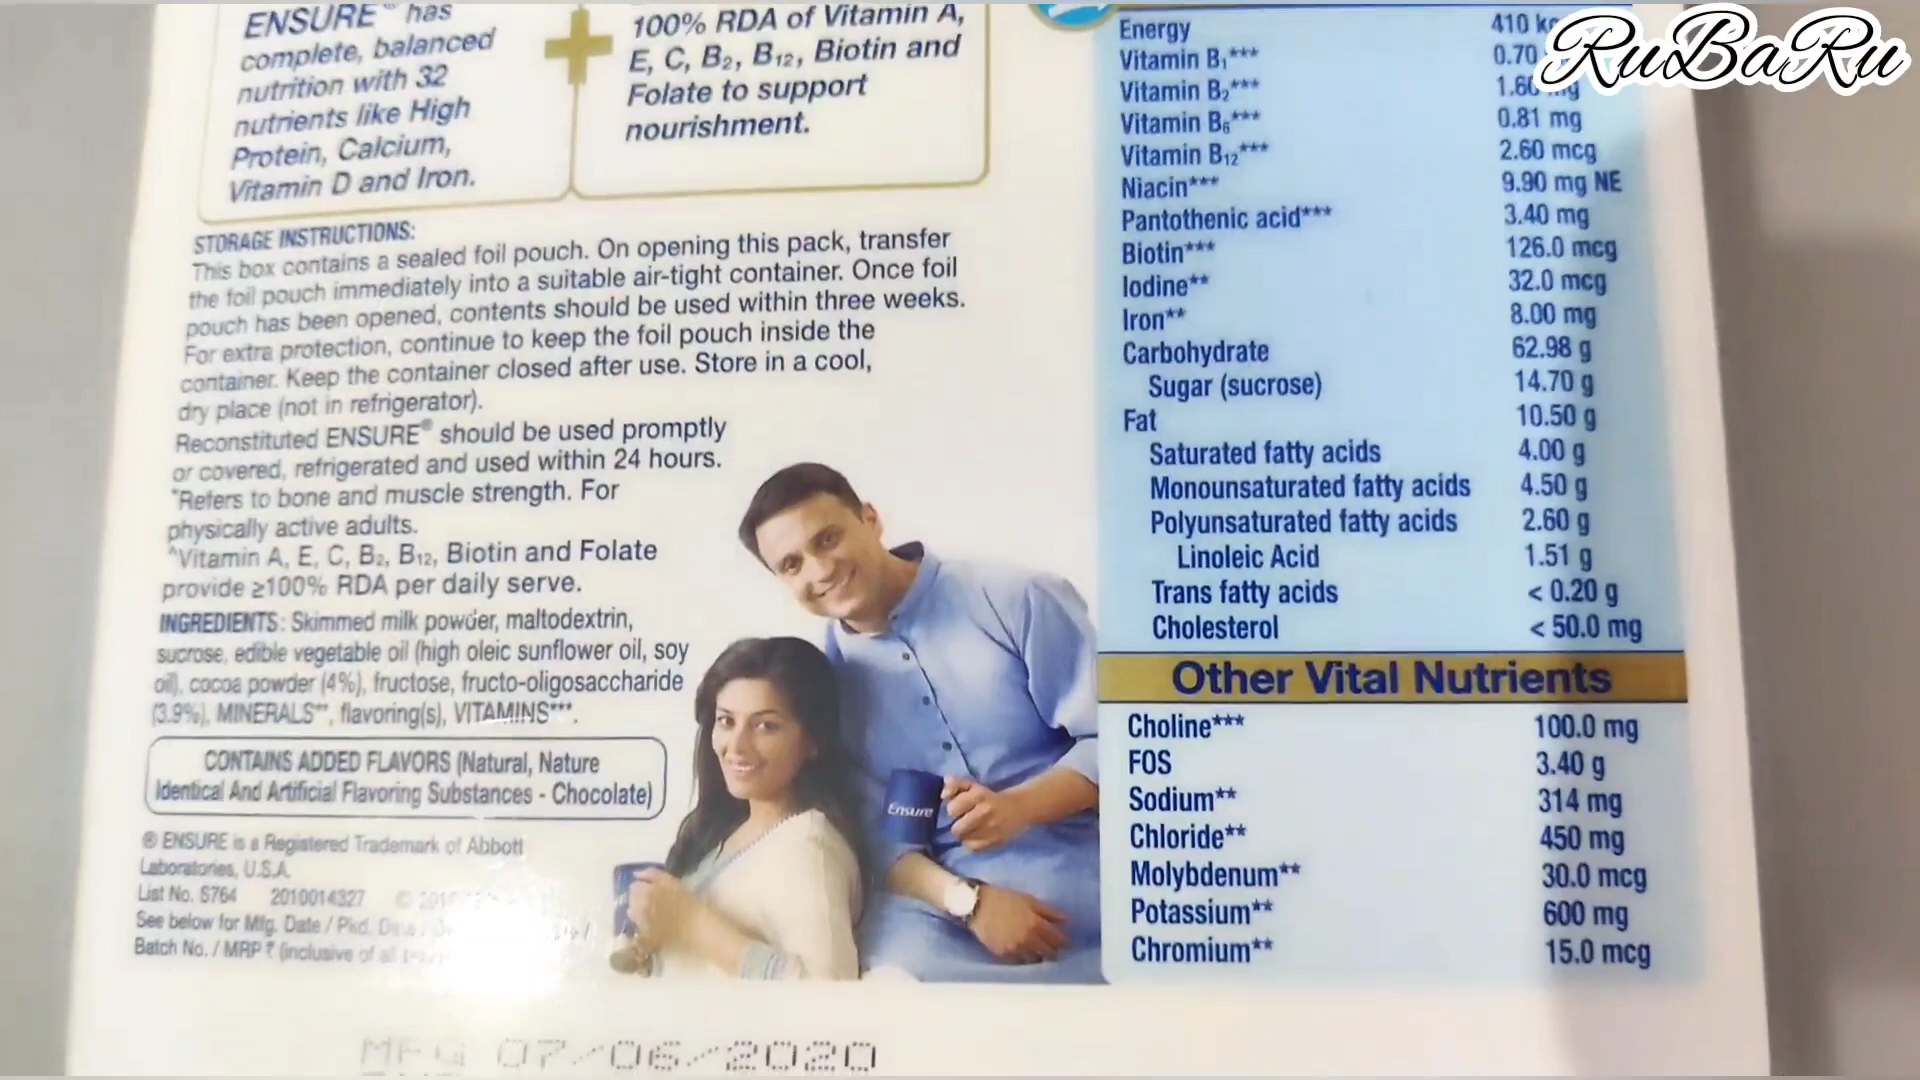 ENSURE® has
complete, balanced
nutrition with 32
nutrients like High
Protein, Calcium,
Vitamin D and Iron.
100% RDA of Vitamin A,
E, C, B₂, B₁₂, Biotin and
Folate to support
nourishment.
STORAGE INSTRUCTIONS:
This box contains a sealed foil pouch. On opening this pack, transfer
the foil pouch immediately into a suitable air-tight container. Once foil
pouch has been opened, contents should be used within three weeks.
For extra protection, continue to keep the foil pouch inside the
container. Keep the container closed after use. Store in a cool,
dry place (not in refrigerator).
Reconstituted ENSURE® should be used promptly
or covered, refrigerated and used within 24 hours.
*Refers to bone and muscle strength. For
physically active adults.
^Vitamin A, E, C, B₂, B₁₂, Biotin and Folate
provide ≥100% RDA per daily serve.
INGREDIENTS: Skimmed milk powder, maltodextrin,
sucrose, edible vegetable oil (high oleic sunflower oil, soy
oil), cocoa powder (4%), fructose, fructo-oligosaccharide
(3.9%), MINERALS**, flavoring(s), VITAMINS***.
CONTAINS ADDED FLAVORS (Natural, Nature
Identical And Artificial Flavoring Substances - Chocolate)
® ENSURE is a Registered Trademark of Abbott
Laboratories, U.S.A.
List No. S764 2010014327 ©
See below for Mfg. Date / Pkd.
Batch No. / MRP ₹ (inclusive of all
MFG 07/06/2020
Ensure
RuBaRu
Energy 410
Vitamin B₁*** 0.70
Vitamin B₂*** 1.60 mg
Vitamin B₆*** 0.81 mg
Vitamin B₁₂*** 2.60 mcg
Niacin*** 9.90 mg NE
Pantothenic acid*** 3.40 mg
Biotin*** 126.0 mcg
Iodine** 32.0 mcg
Iron** 8.00 mg
Carbohydrate 62.98 g
Sugar (sucrose) 14.70 g
Fat 10.50 g
Saturated fatty acids 4.00 g
Monounsaturated fatty acids 4.50 g
Polyunsaturated fatty acids 2.60 g
Linoleic Acid 1.51 g
Trans fatty acids < 0.20 g
Cholesterol < 50.0 mg
Other Vital Nutrients
Choline*** 100.0 mg
FOS 3.40 g
Sodium** 314 mg
Chloride** 450 mg
Molybdenum** 30.0 mcg
Potassium** 600 mg
Chromium** 15.0 mcg